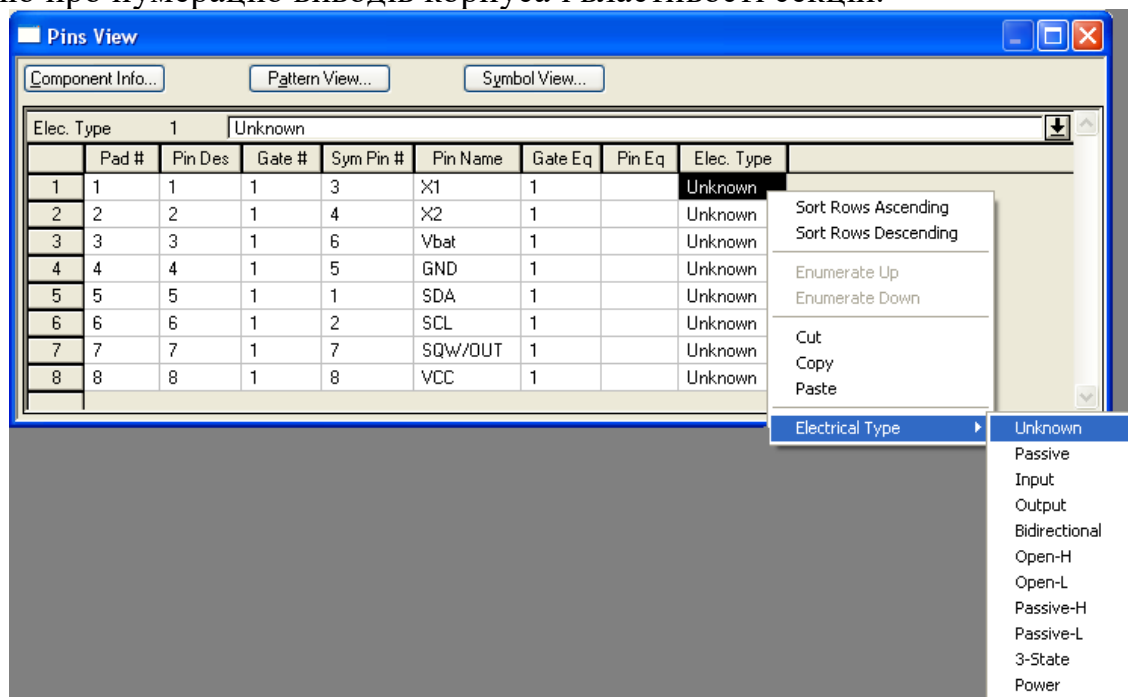 про нумерацію виводів корпуса і властивості секцій.
Pins View
Component Info... Pattern View... Symbol View...
Elec. Type 1 Unknown
Pad # Pin Des Gate # Sym Pin # Pin Name Gate Eq Pin Eq Elec. Type
1 1 1 1 3 X1 1 Unknown
2 2 2 1 4 X2 1 Unknown
3 3 3 1 6 Vbat 1 Unknown
4 4 4 1 5 GND 1 Unknown
5 5 5 1 1 SDA 1 Unknown
6 6 6 1 2 SCL 1 Unknown
7 7 7 1 7 SQW/OUT 1 Unknown
8 8 8 1 8 VCC 1 Unknown
Sort Rows Ascending
Sort Rows Descending
Enumerate Up
Enumerate Down
Cut
Copy
Paste
Electrical Type
Unknown
Passive
Input
Output
Bidirectional
Open-H
Open-L
Passive-H
Passive-L
3-State
Power